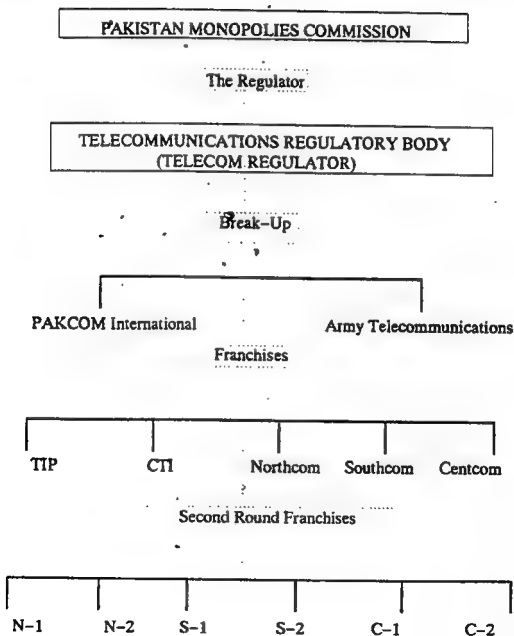 PAKISTAN MONOPOLIES COMMISSION
The Regulator
TELECOMMUNICATIONS REGULATORY BODY
(TELECOM REGULATOR)
Break-Up
PAKCOM International Army Telecommunications
Franchises
TIP CTI Northcom Southcom Centcom
Second Round Franchises
N-1 N-2 S-1 S-2 C-1 C-2